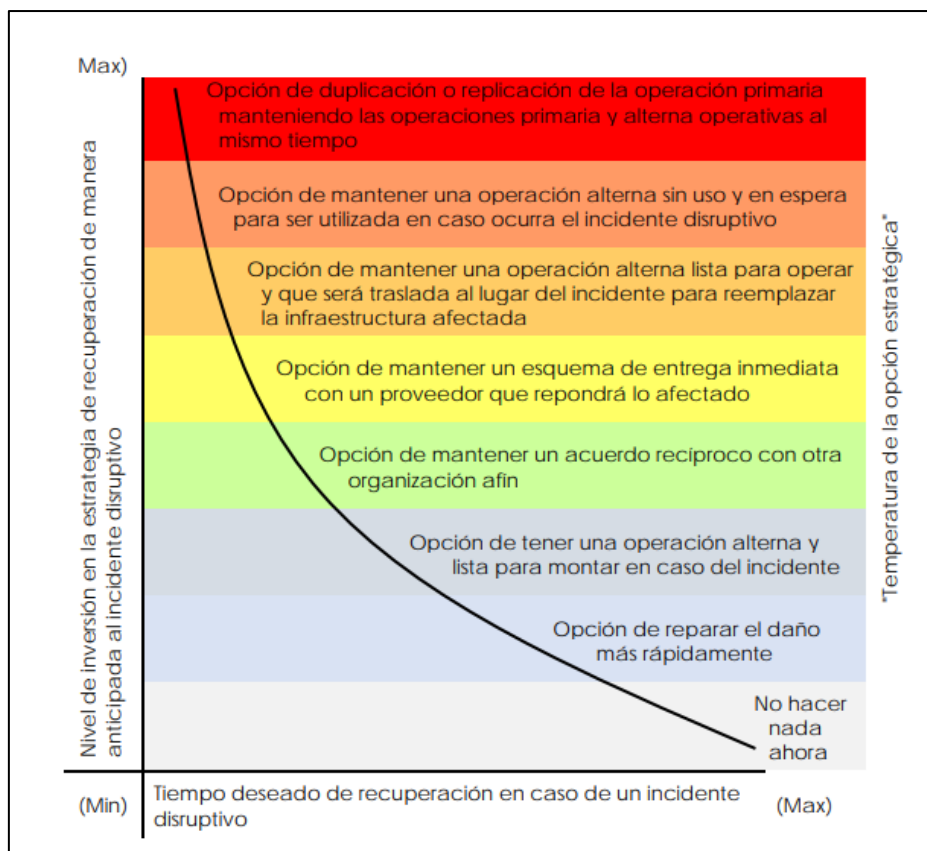 Max)
Nivel de inversión en la estrategia de recuperación de manera
anticipada al incidente disruptivo
Opción de duplicación o replicación de la operación primaria
manteniendo las operaciones primaria y alterna operativas al
mismo tiempo
Opción de mantener una operación alterna sin uso y en espera
para ser utilizada en caso ocurra el incidente disruptivo
Opción de mantener una operación alterna lista para operar
y que será traslada al lugar del incidente para reemplazar
la infraestructura afectada
Opción de mantener un esquema de entrega inmediata
con un proveedor que repondrá lo afectado
Opción de mantener un acuerdo recíproco con otra
organización afín
Opción de tener una operación alterna y
lista para montar en caso del incidente
Opción de reparar el daño
más rápidamente
No hacer
nada
ahora
"Temperatura de la opción estratégica"
(Min)
Tiempo deseado de recuperación en caso de un incidente
disruptivo
(Max)